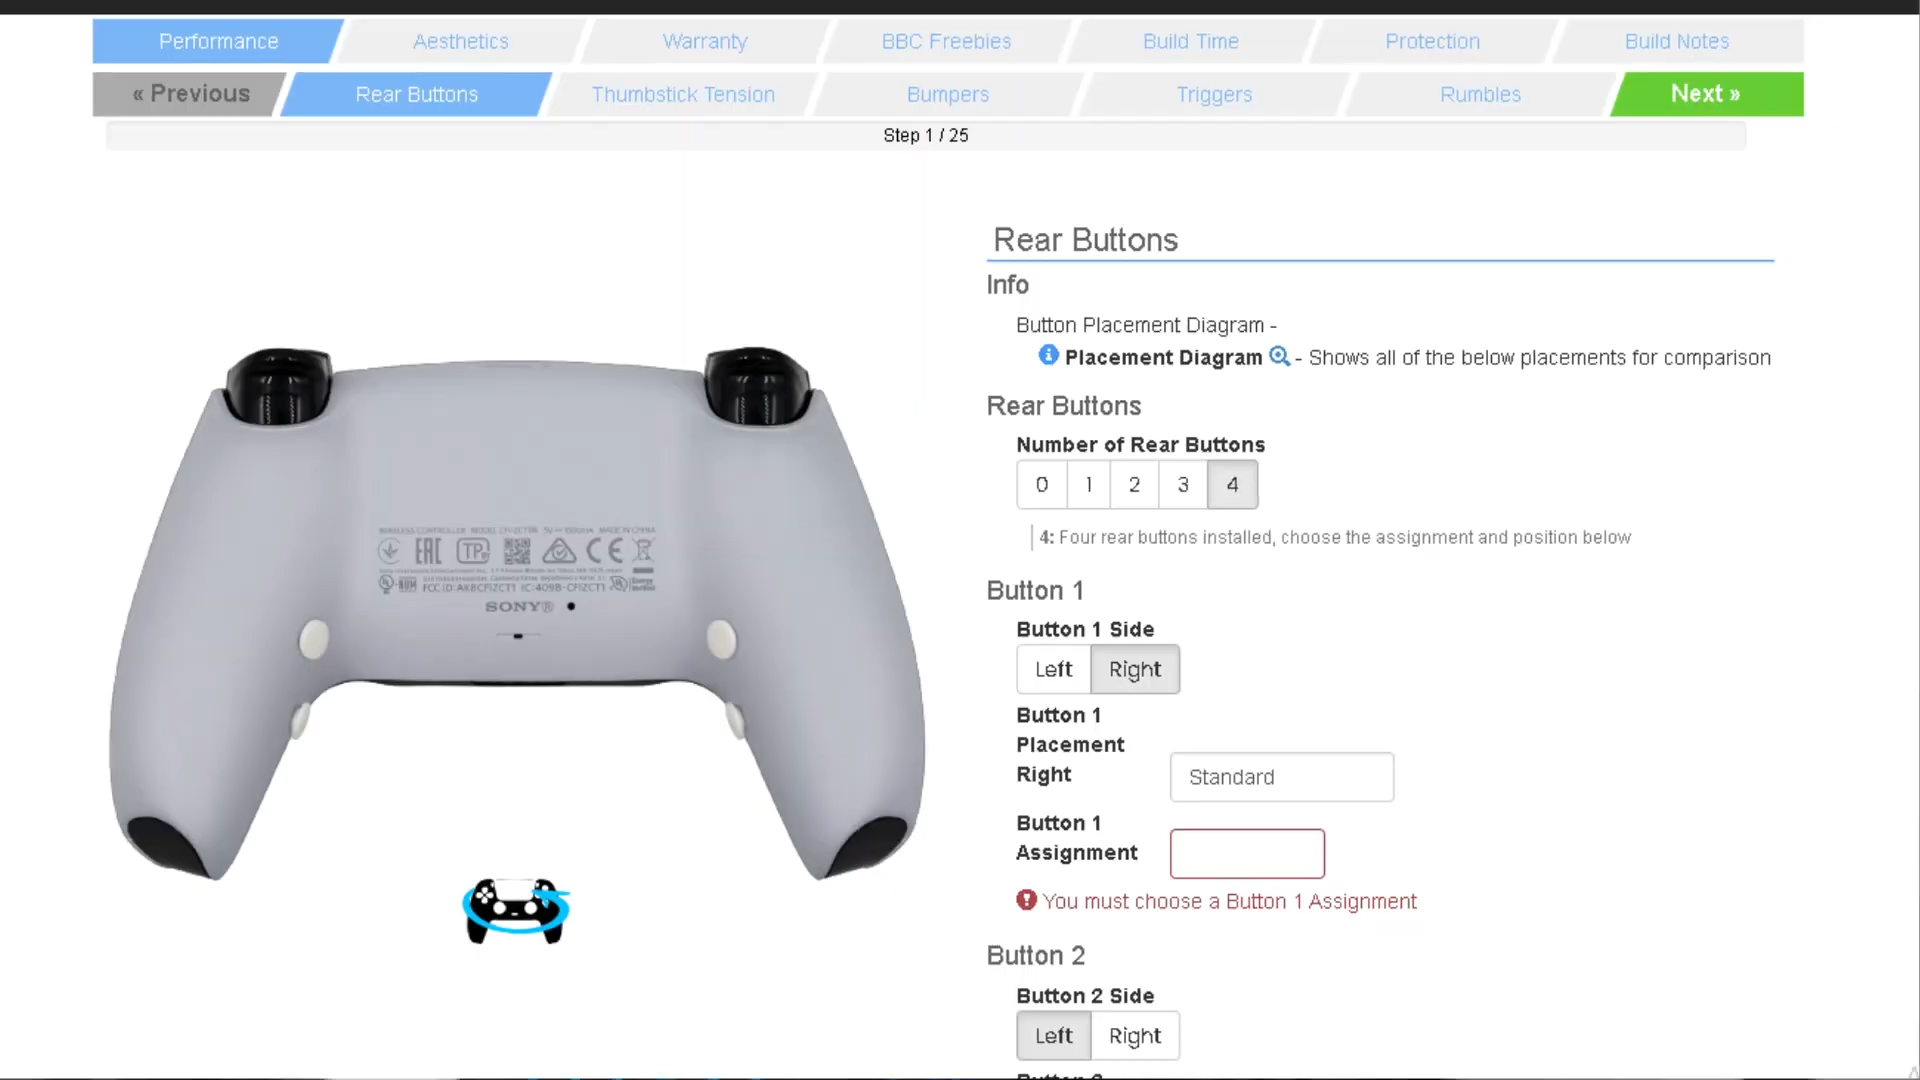 Performance
Aesthetics
Warranty
BBC Freebies
Build Time
Protection
Build Notes
« Previous
Rear Buttons
Thumbstick Tension
Bumpers
Triggers
Rumbles
Next »
Step 1 / 25
Rear Buttons
Info
Button Placement Diagram -
Placement Diagram - Shows all of the below placements for comparison
Rear Buttons
Number of Rear Buttons
0 1 2 3 4
4: Four rear buttons installed, choose the assignment and position below
Button 1
Button 1 Side
Left Right
Button 1
Placement
Right
Standard
Button 1
Assignment
You must choose a Button 1 Assignment
Button 2
Button 2 Side
Left Right
EAC TP CE
SONY®